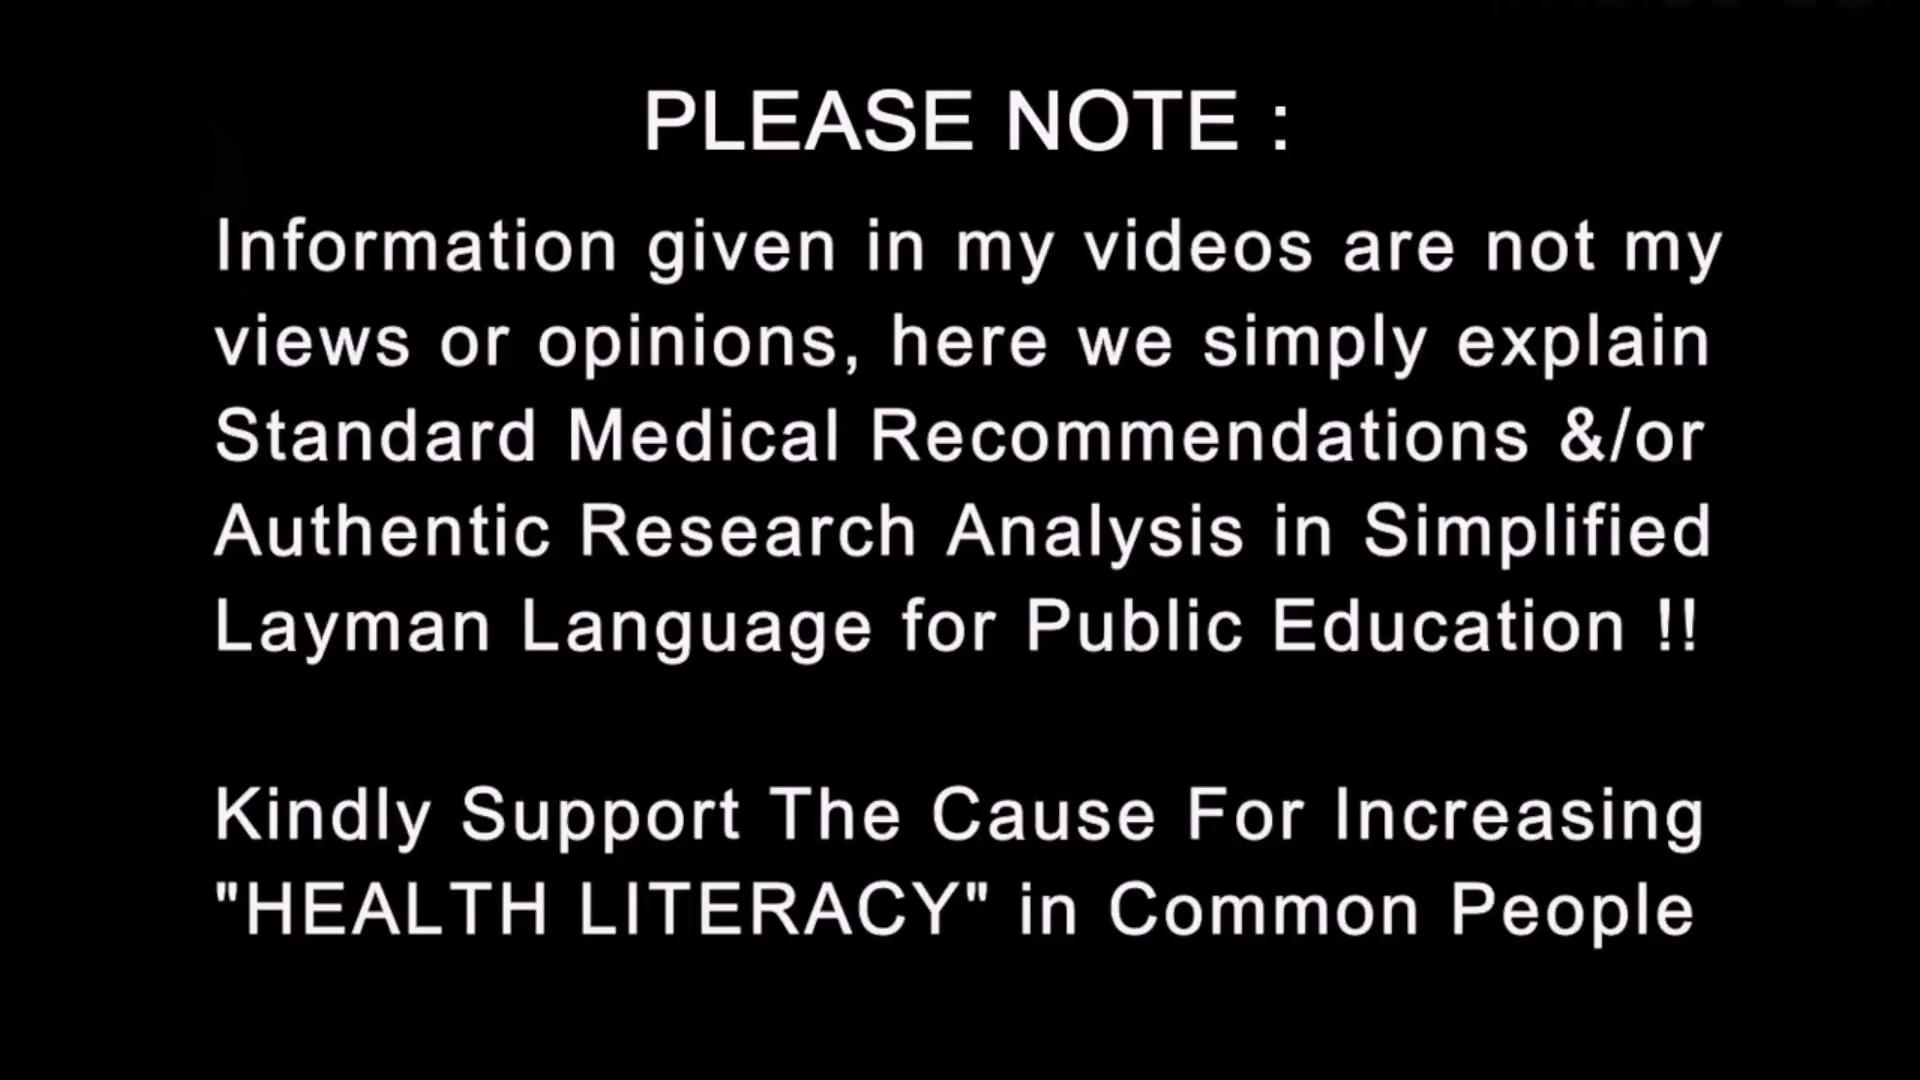 PLEASE NOTE :
Information given in my videos are not my
views or opinions, here we simply explain
Standard Medical Recommendations &/or
Authentic Research Analysis in Simplified
Layman Language for Public Education !!
Kindly Support The Cause For Increasing
"HEALTH LITERACY" in Common People